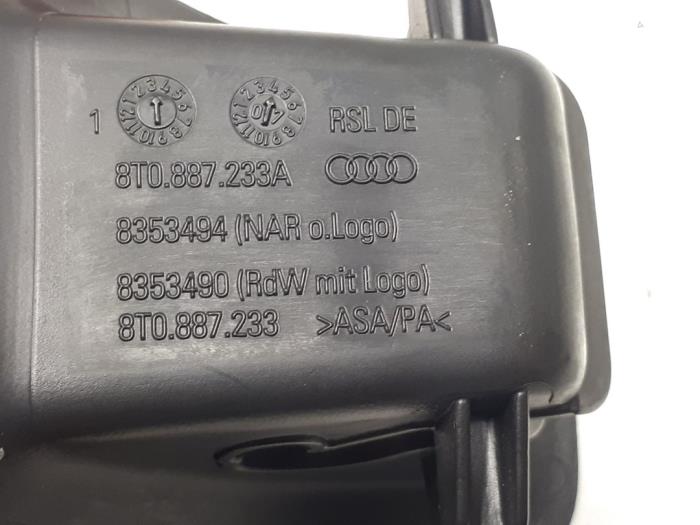 1 RSL DE
8T0.887.233A
8353494 (NAR o.Logo)
8353490 (RdW mit Logo)
8T0.887.233 >ASA/PA<